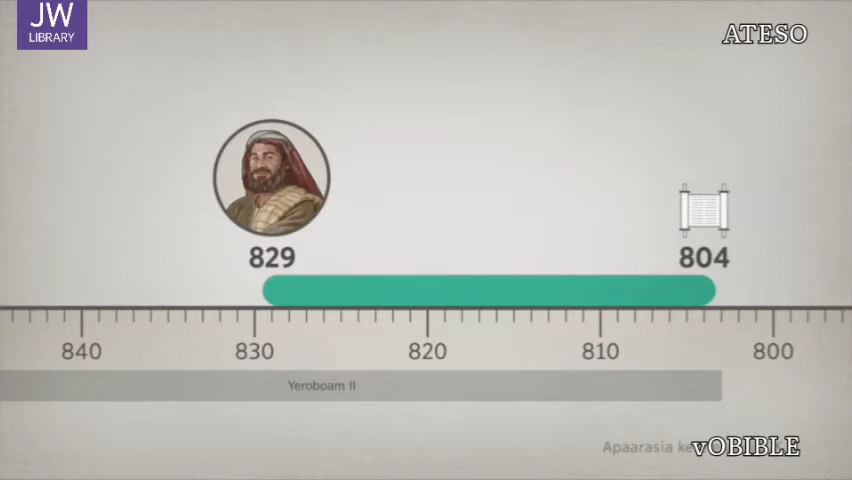 JW
LIBRARY
ATESO
829
804
840
830
820
810
800
Yeroboam II
Apaarasia
vOBIBLE